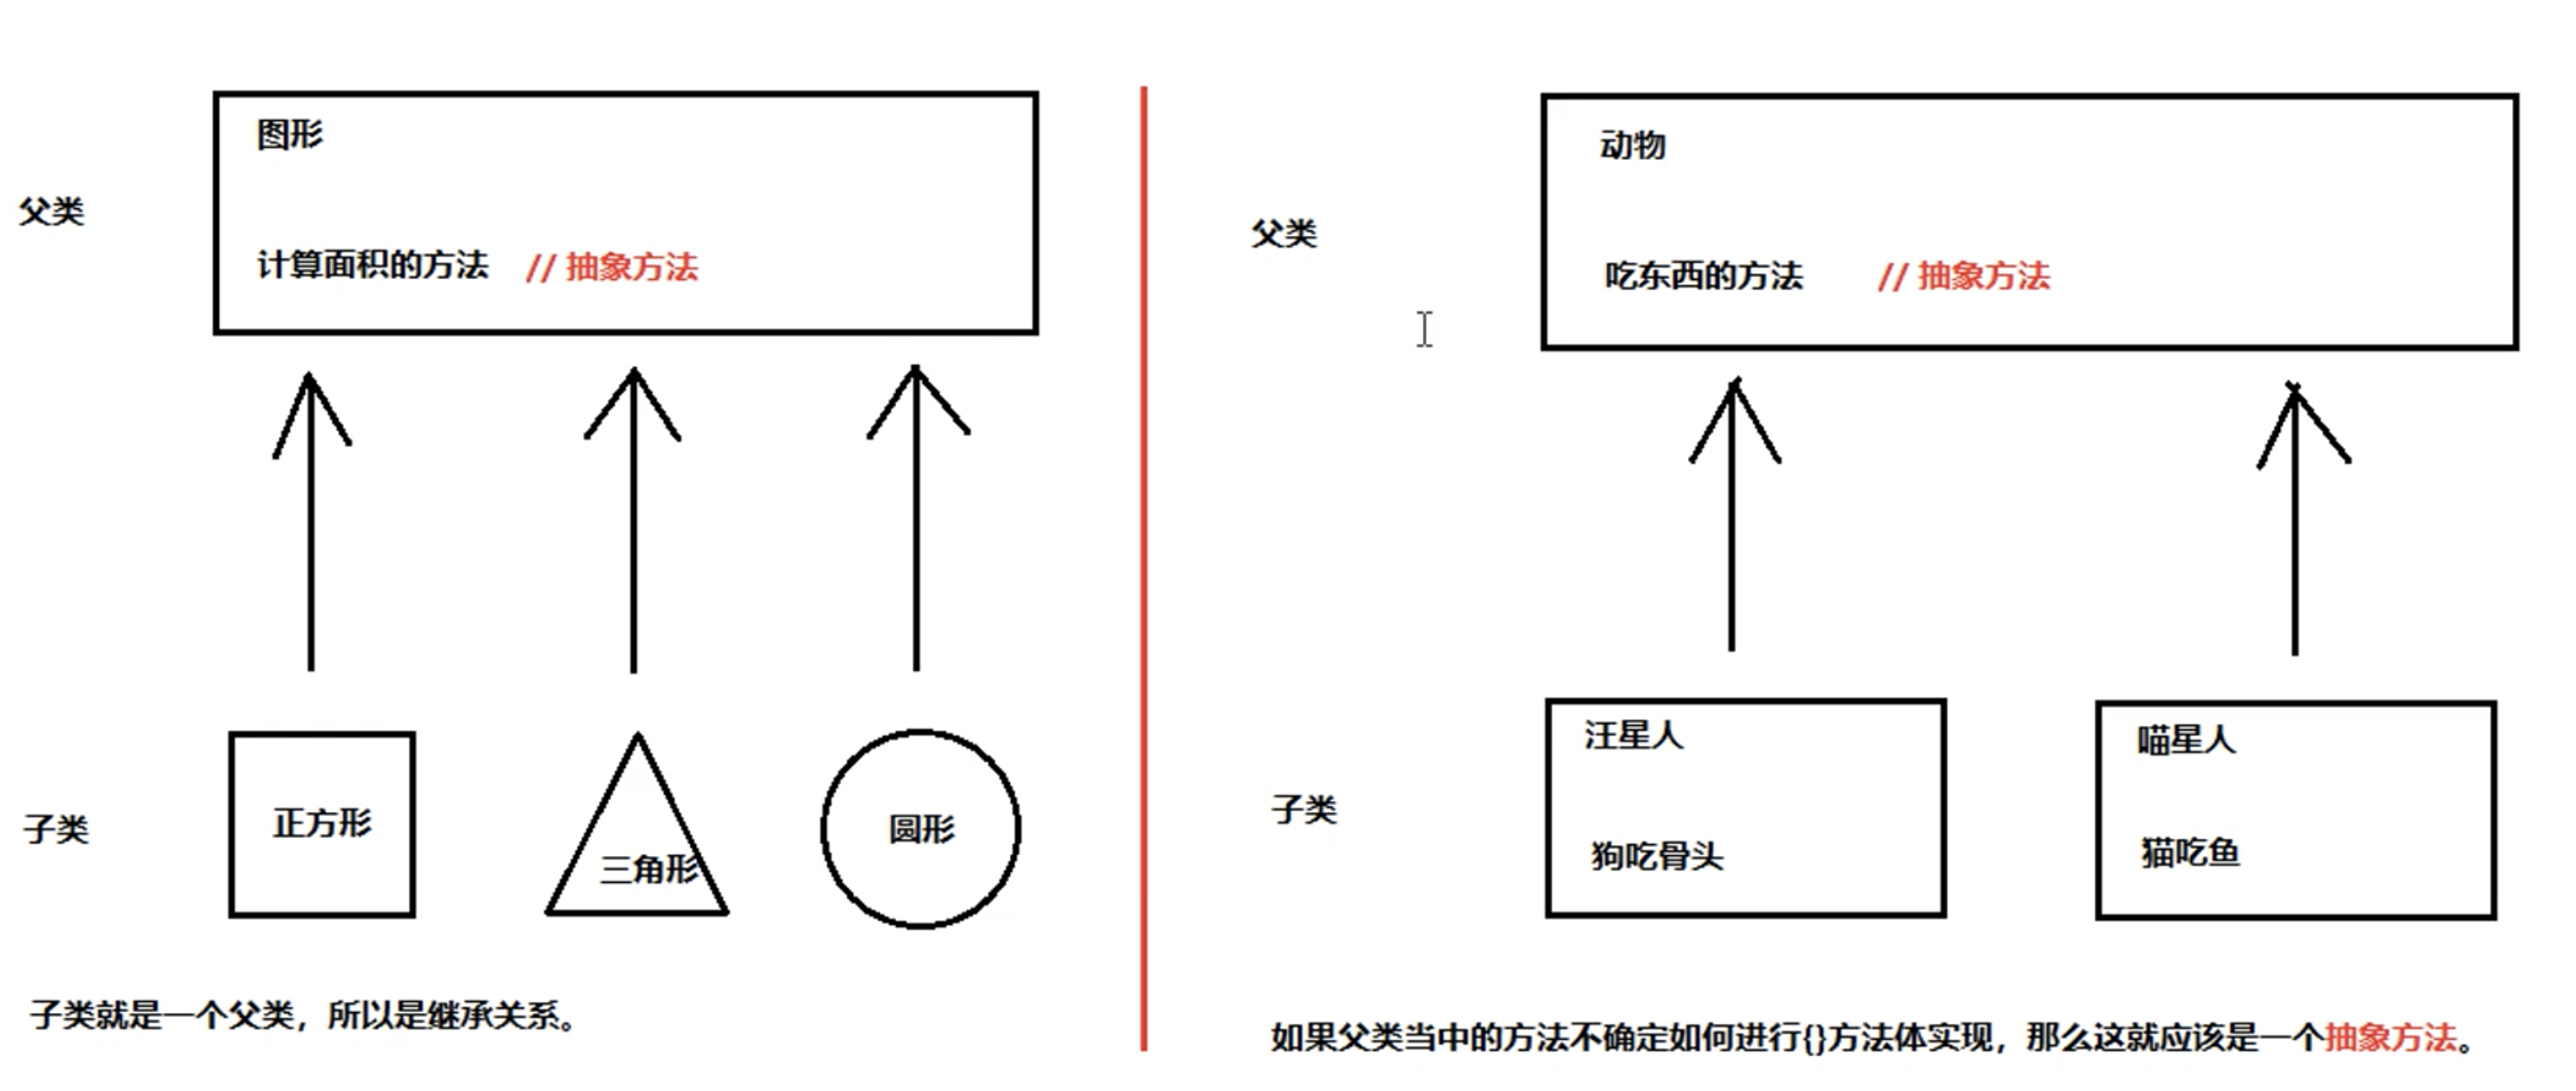 图形
父类
计算面积的方法 // 抽象方法
正方形
三角形
圆形
子类
子类就是一个父类，所以是继承关系。
动物
父类
吃东西的方法 // 抽象方法
汪星人
喵星人
子类
狗吃骨头
猫吃鱼
如果父类当中的方法不确定如何进行{}方法体实现，那么这就应该是一个抽象方法。